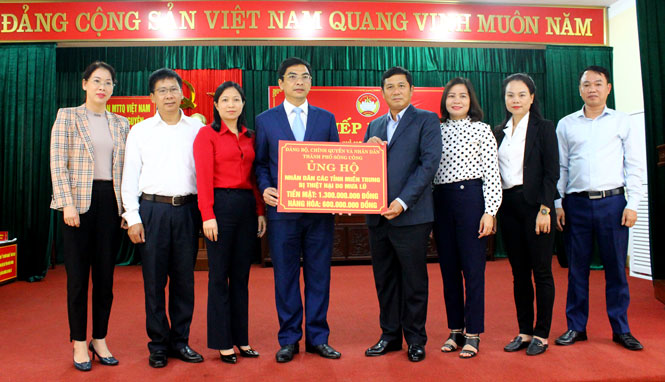 ĐẢNG CỘNG SẢN VIỆT NAM QUANG VINH MUÔN NĂM
MTTQ VIỆT NAM
TIẾP
ĐẢNG BỘ, CHÍNH QUYỀN VÀ NHÂN DÂN
THÀNH PHỐ SÔNG CÔNG
ỦNG HỘ
NHÂN DÂN CÁC TỈNH MIỀN TRUNG
BỊ THIỆT HẠI DO MƯA LŨ
TIỀN MẶT: 1.300.000.000 ĐỒNG
HÀNG HÓA: 600.000.000 ĐỒNG